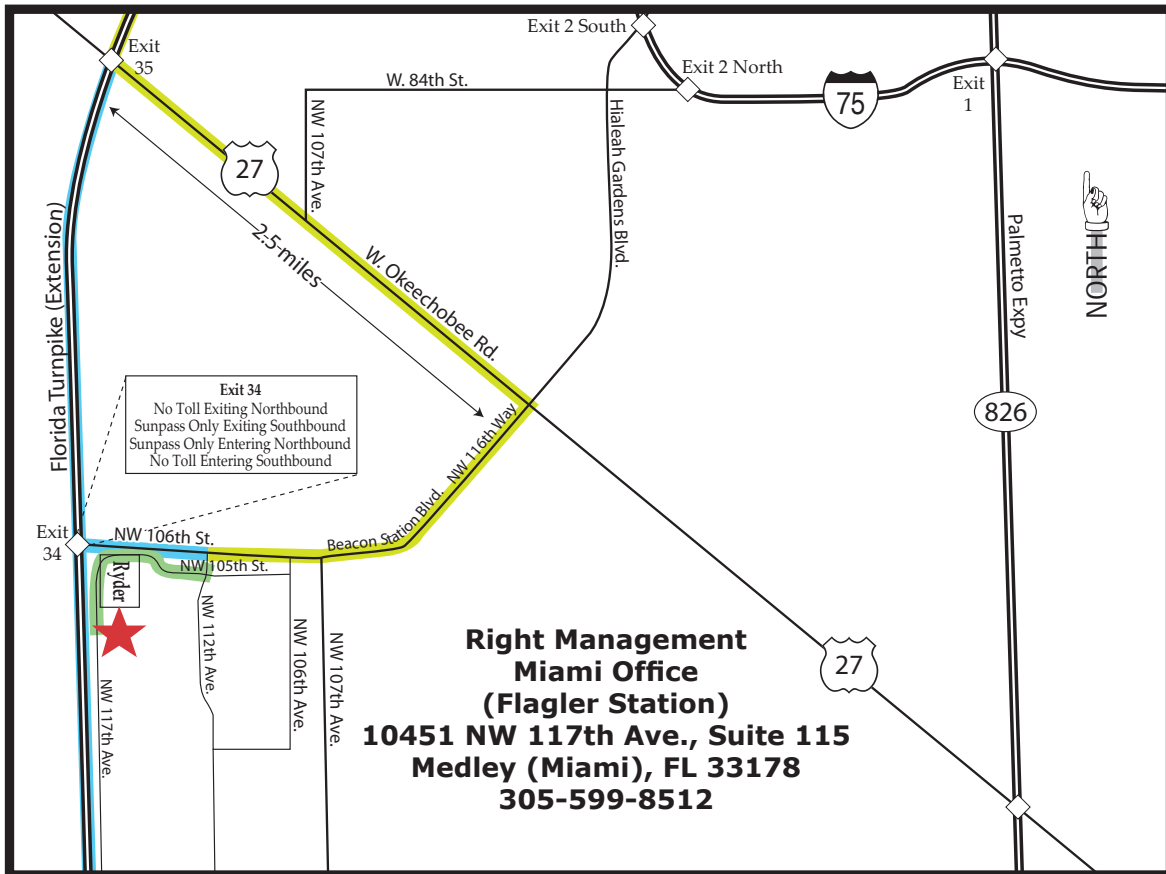 Exit 2 South
Exit
35
Exit 2 North
W. 84th St.
Exit
1
75
NW 107th Ave.
Hialeah Gardens Blvd.
27
2.5 miles
W. Okeechobee Rd.
Florida Turnpike (Extension)
Palmetto Expy
NORTH
Exit 34
No Toll Exiting Northbound
Sunpass Only Exiting Southbound
Sunpass Only Entering Northbound
No Toll Entering Southbound
826
NW 116th Way
Beacon Station Blvd.
Exit
34
NW 106th St.
NW 105th St.
Ryder
NW 112th Ave.
NW 106th Ave.
NW 107th Ave.
NW 117th Ave.
27
Right Management
Miami Office
(Flagler Station)
10451 NW 117th Ave., Suite 115
Medley (Miami), FL 33178
305-599-8512